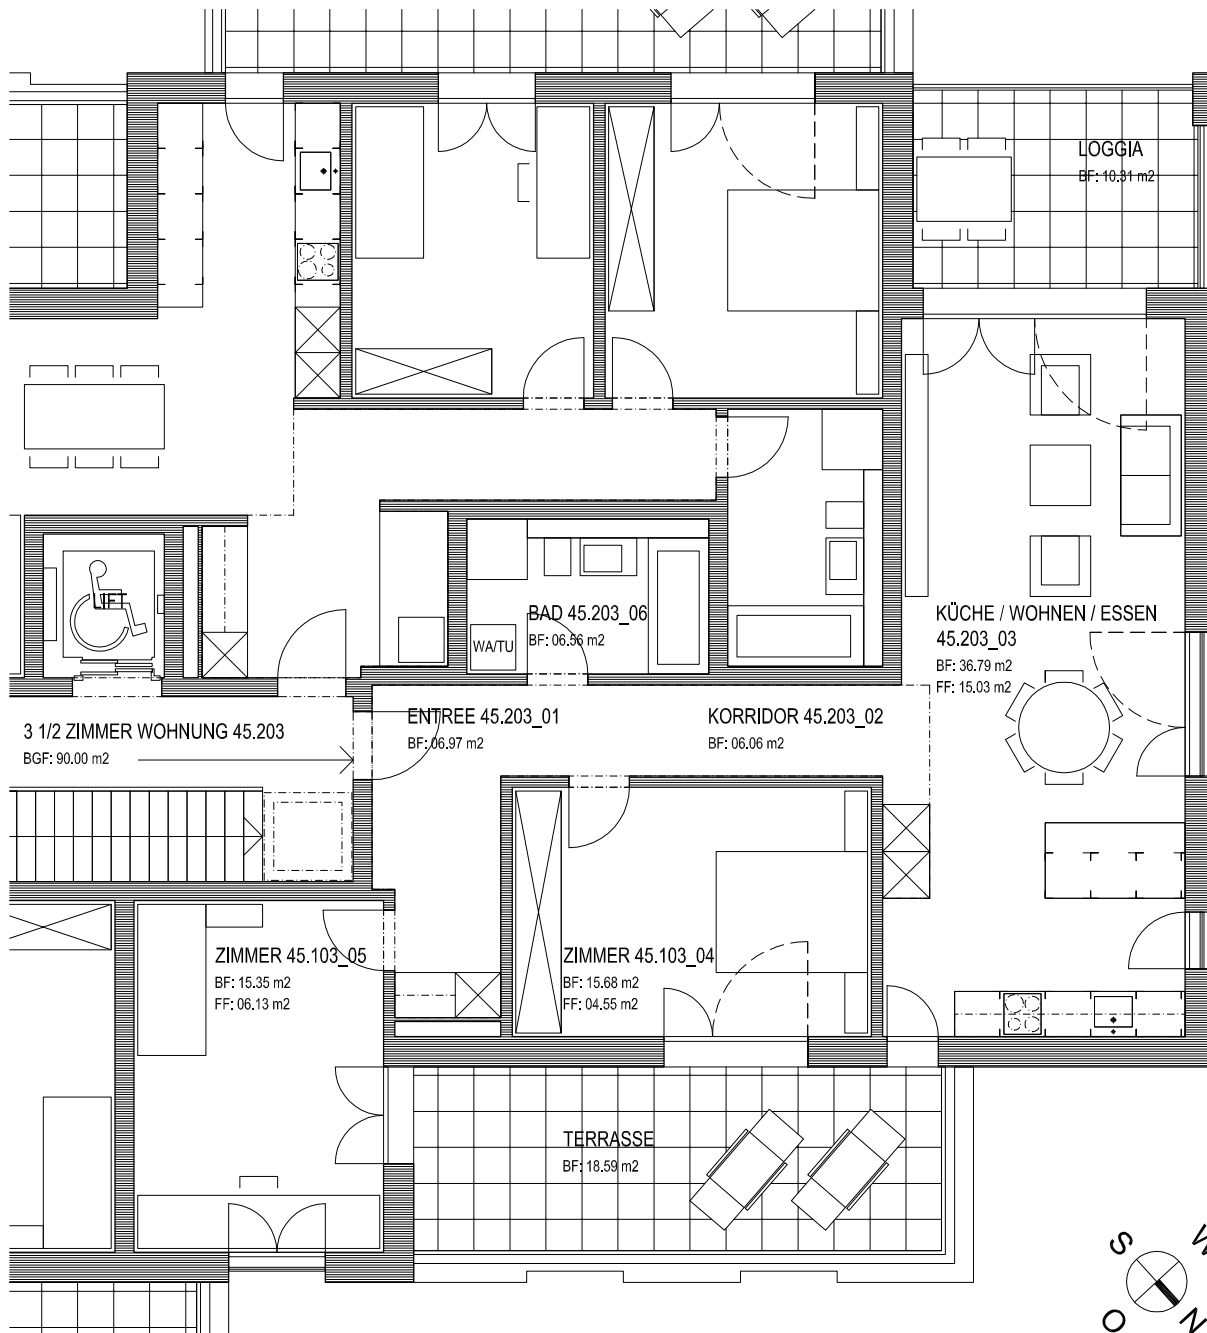 LOGGIA
BF: 10.31 m2
LIFT
BAD 45.203_06
BF: 06.56 m2
WA/TU
KÜCHE / WOHNEN / ESSEN
45.203_03
BF: 36.79 m2
FF: 15.03 m2
3 1/2 ZIMMER WOHNUNG 45.203
BGF: 90.00 m2
ENTREE 45.203_01
BF: 06.97 m2
KORRIDOR 45.203_02
BF: 06.06 m2
ZIMMER 45.103_05
BF: 15.35 m2
FF: 06.13 m2
ZIMMER 45.103_04
BF: 15.68 m2
FF: 04.55 m2
TERRASSE
BF: 18.59 m2
S W
O N